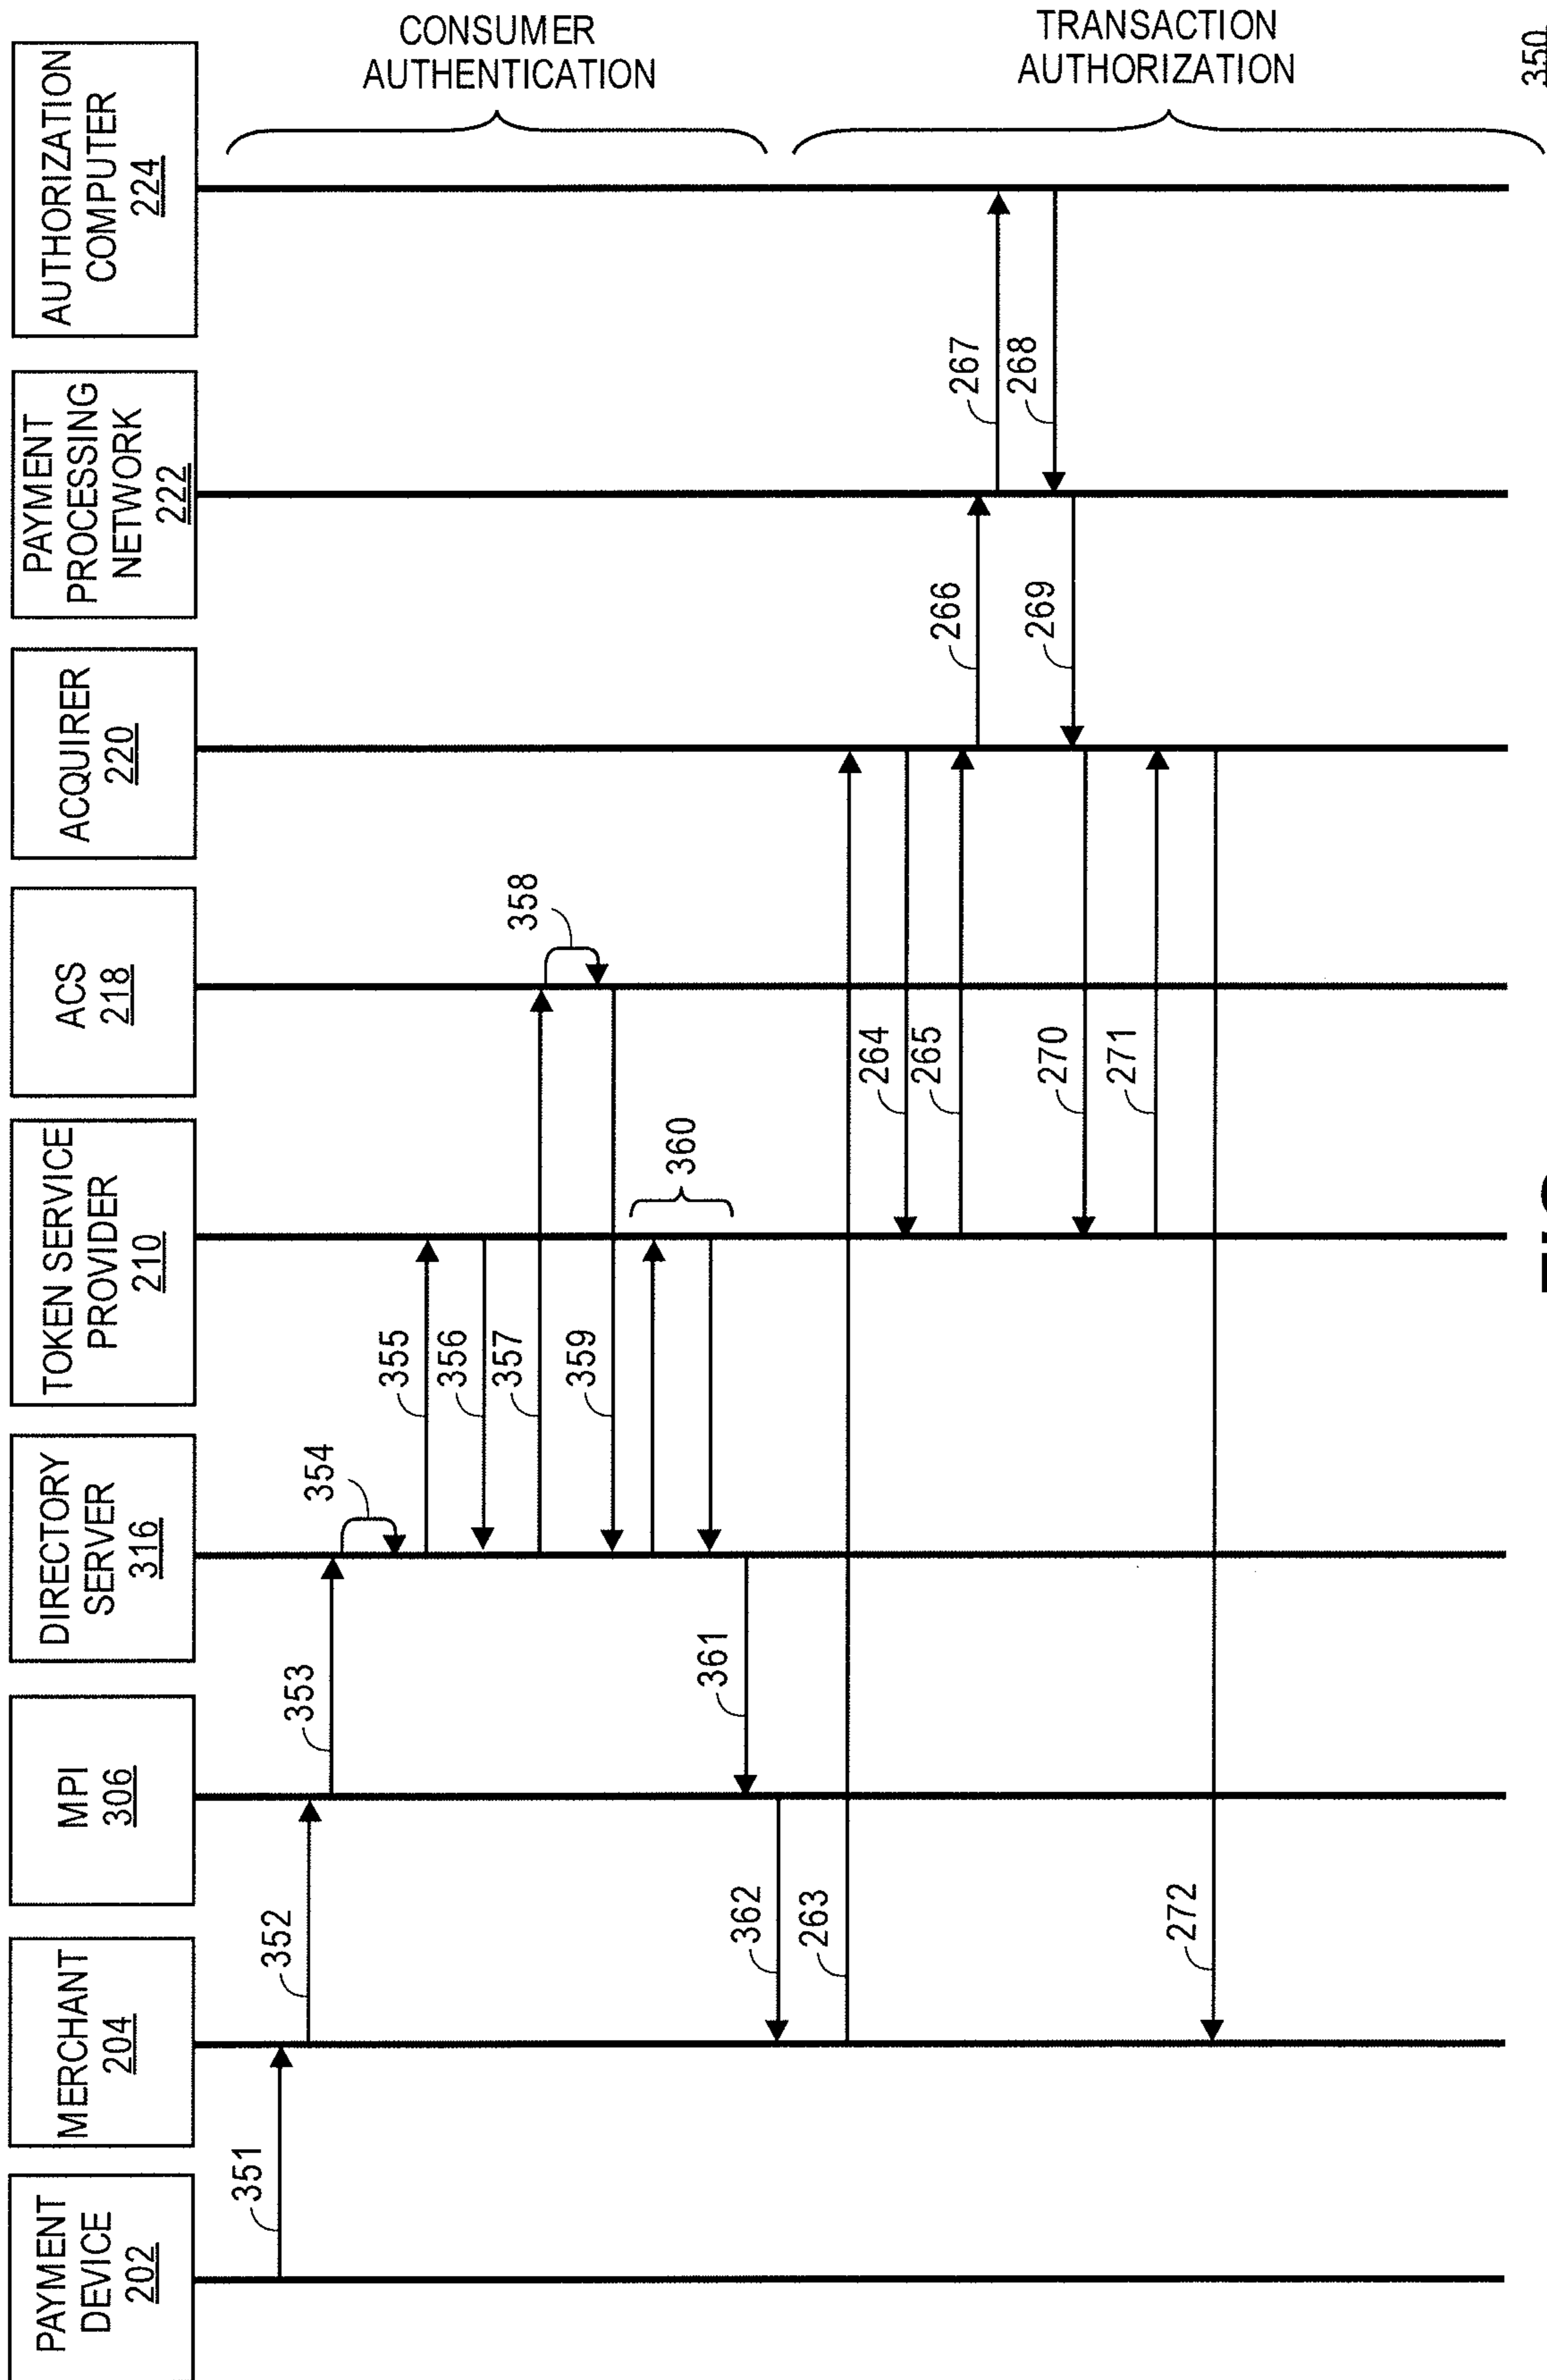 PAYMENT
DEVICE
202
MERCHANT
204
MPI
306
DIRECTORY
SERVER
316
TOKEN SERVICE
PROVIDER
210
ACS
218
ACQUIRER
220
PAYMENT
PROCESSING
NETWORK
222
AUTHORIZATION
COMPUTER
224
CONSUMER
AUTHENTICATION
351
352
353
354
355
356
357
358
359
360
361
362
TRANSACTION
AUTHORIZATION
263
264
265
266
267
268
269
270
271
272
350